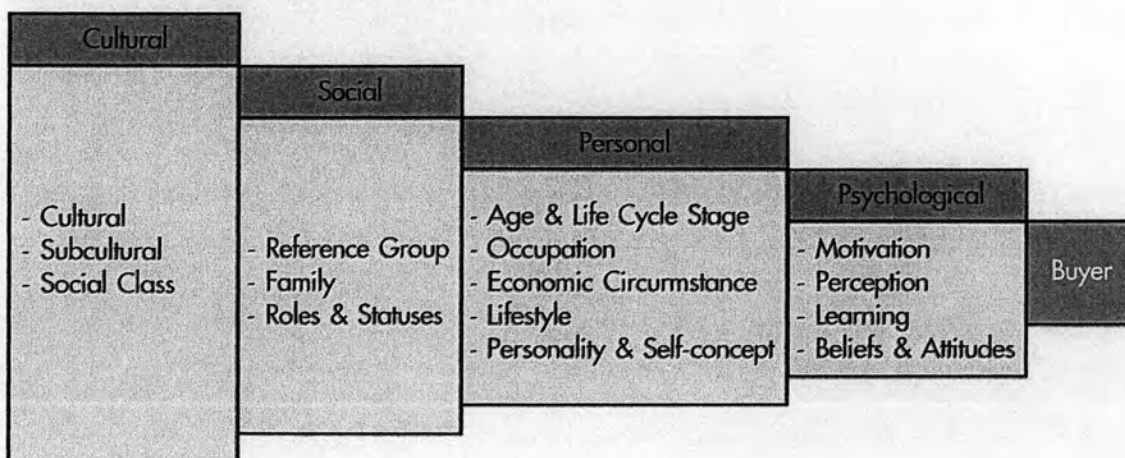 Cultural
- Cultural
- Subcultural
- Social Class
Social
- Reference Group
- Family
- Roles & Statuses
Personal
- Age & Life Cycle Stage
- Occupation
- Economic Circurmstance
- Lifestyle
- Personality & Self-concept
Psychological
- Motivation
- Perception
- Learning
- Beliefs & Attitudes
Buyer